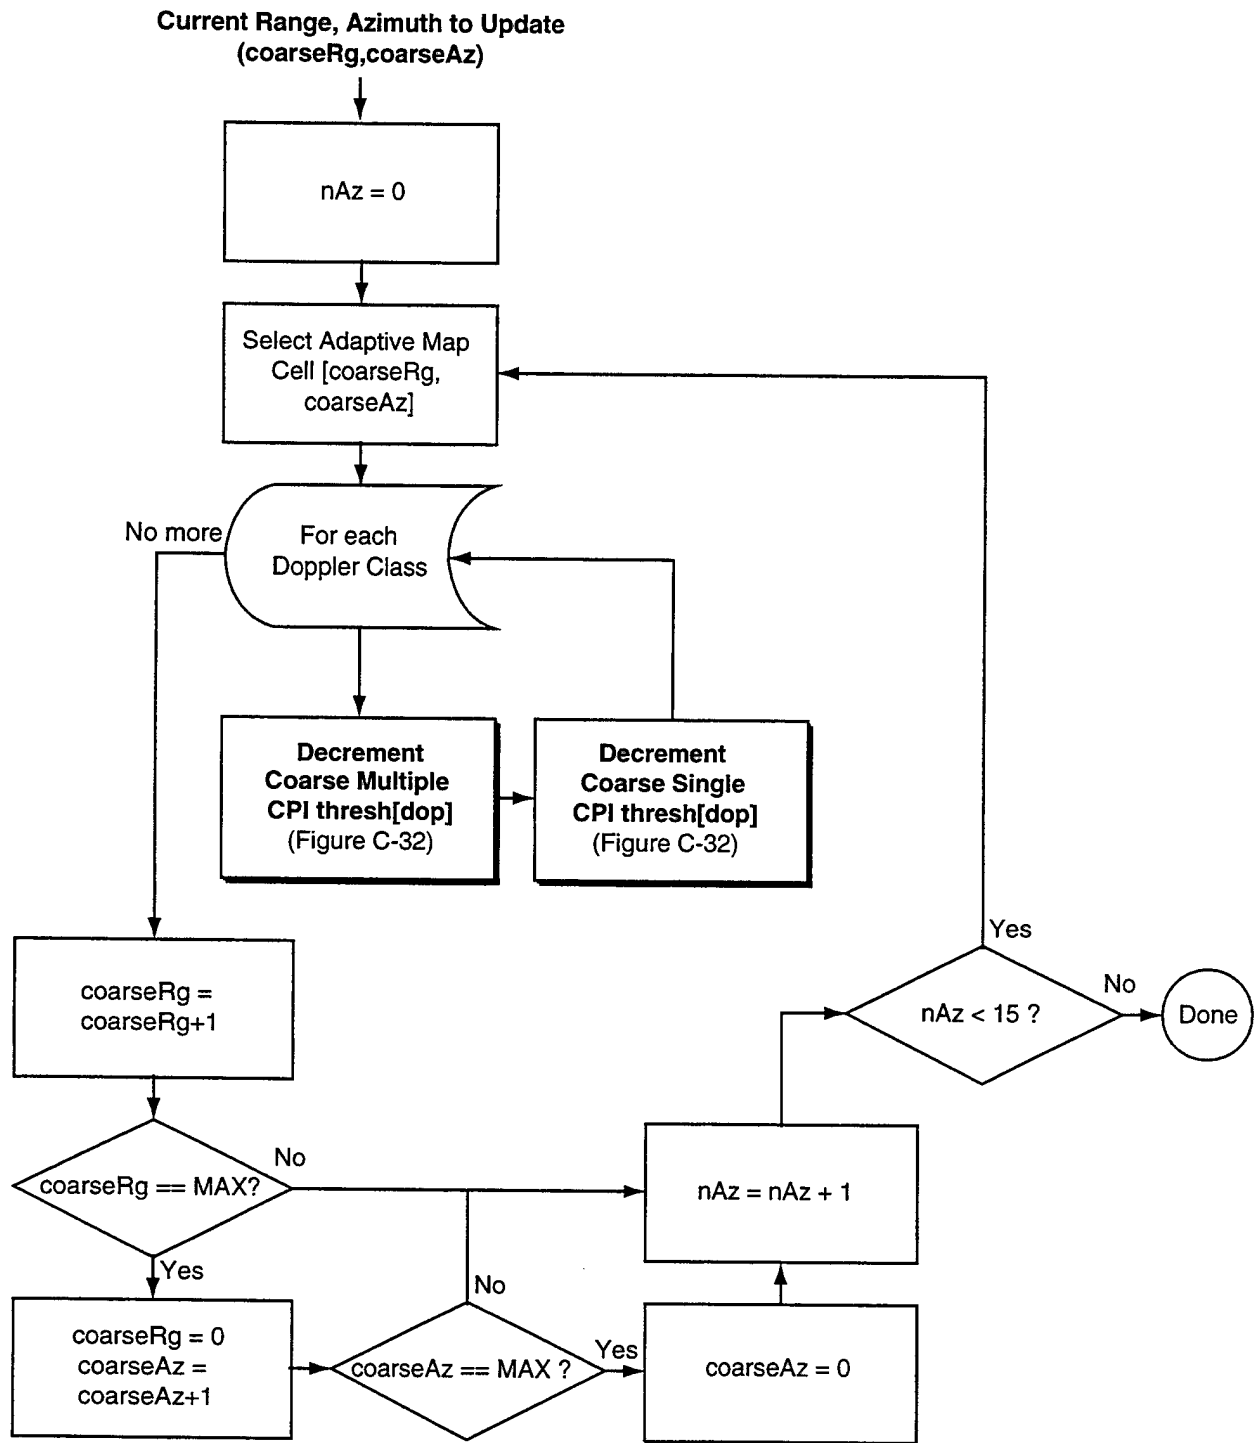 Current Range, Azimuth to Update
(coarseRg,coarseAz)
nAz = 0
Select Adaptive Map
Cell [coarseRg,
coarseAz]
No more
For each
Doppler Class
Decrement
Coarse Multiple
CPI thresh[dop]
(Figure C-32)
Decrement
Coarse Single
CPI thresh[dop]
(Figure C-32)
coarseRg =
coarseRg+1
Yes
nAz < 15 ?
No
Done
coarseRg == MAX?
No
nAz = nAz + 1
Yes
No
coarseRg = 0
coarseAz =
coarseAz+1
coarseAz == MAX ?
Yes
coarseAz = 0